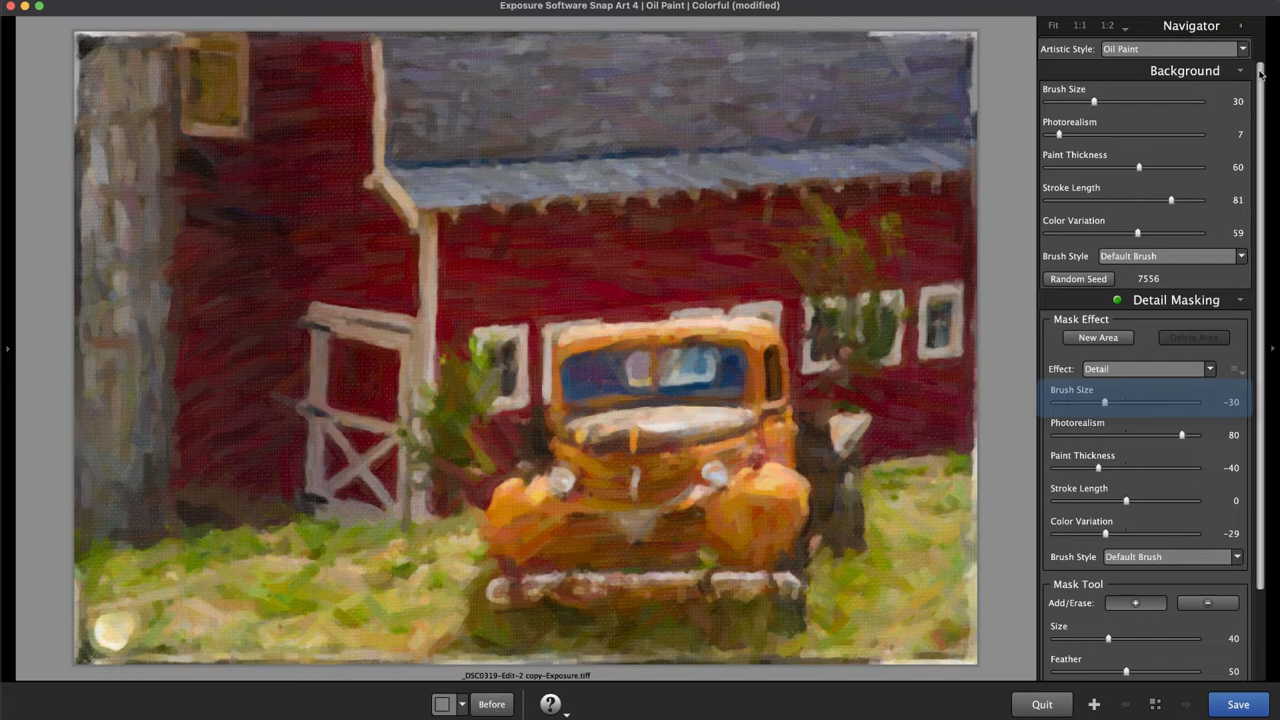 Exposure Software Snap Art 4 | Oil Paint | Colorful (modified)
Fit 1:1 1:2 Navigator
Artistic Style: Oil Paint
Background
Brush Size
30
Photorealism
7
Paint Thickness
60
Stroke Length
81
Color Variation
59
Brush Style Default Brush
Random Seed 7556
Detail Masking
Mask Effect
New Area Delete Area
Effect: Detail
Brush Size
-30
Photorealism
80
Paint Thickness
-40
Stroke Length
0
Color Variation
-29
Brush Style Default Brush
Mask Tool
Add/Erase: + -
Size
40
Feather
50
_DSC0319-Edit-2 copy-Exposure.tiff
Before ? Quit + Save